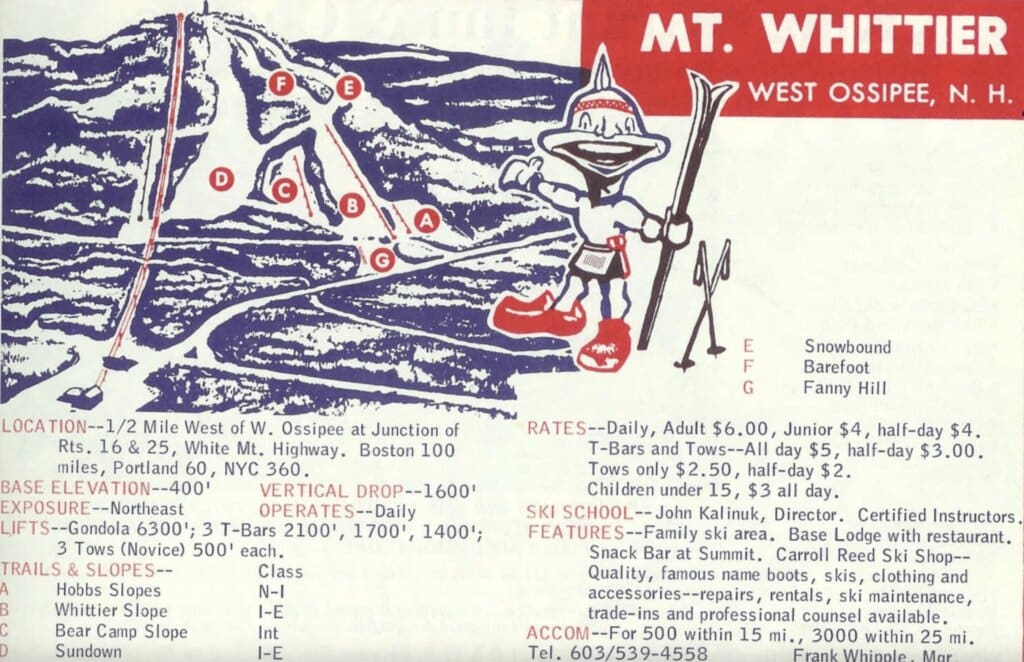 MT. WHITTIER
WEST OSSIPEE, N. H.
F
E
D
C
B
A
G
E Snowbound
F Barefoot
G Fanny Hill
LOCATION--1/2 Mile West of W. Ossipee at Junction of
Rts. 16 & 25, White Mt. Highway. Boston 100
miles, Portland 60, NYC 360.
BASE ELEVATION--400' VERTICAL DROP--1600'
EXPOSURE--Northeast OPERATES--Daily
LIFTS--Gondola 6300'; 3 T-Bars 2100', 1700', 1400';
3 Tows (Novice) 500' each.
TRAILS & SLOPES-- Class
A Hobbs Slopes N-I
B Whittier Slope I-E
C Bear Camp Slope Int
D Sundown I-E
RATES--Daily, Adult $6.00, Junior $4, half-day $4.
T-Bars and Tows--All day $5, half-day $3.00.
Tows only $2.50, half-day $2.
Children under 15, $3 all day.
SKI SCHOOL--John Kalinuk, Director. Certified Instructors.
FEATURES--Family ski area. Base Lodge with restaurant.
Snack Bar at Summit. Carroll Reed Ski Shop--
Quality, famous name boots, skis, clothing and
accessories--repairs, rentals, ski maintenance,
trade-ins and professional counsel available.
ACCOM--For 500 within 15 mi., 3000 within 25 mi.
Tel. 603/539-4558 Frank Whipple, Mgr.